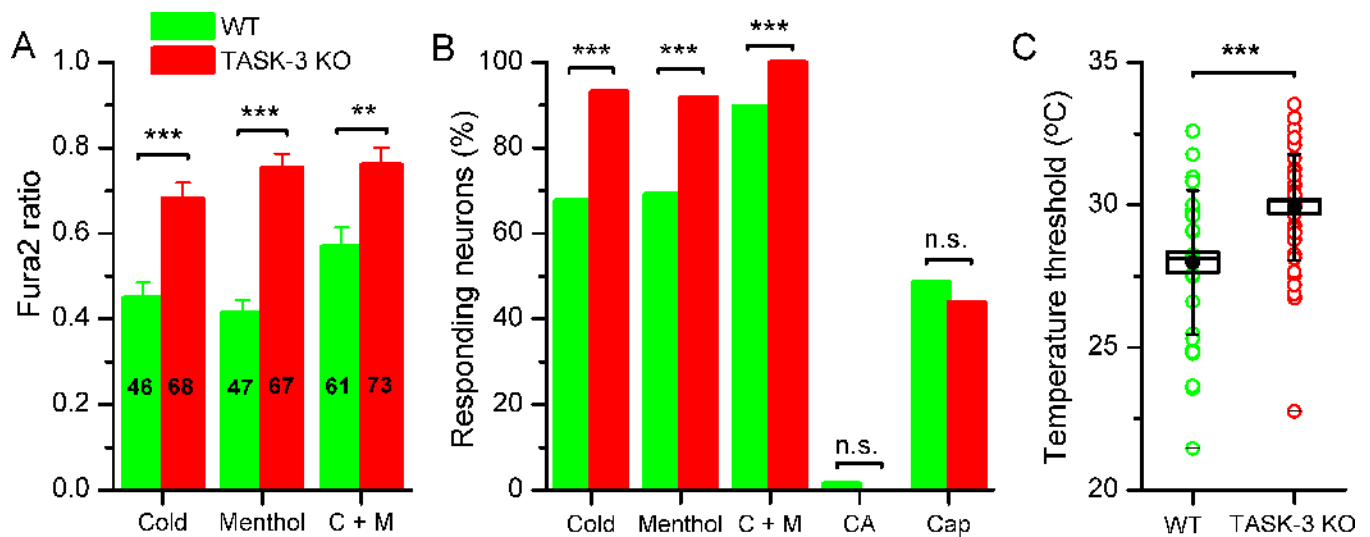 A
WT
TASK-3 KO
Fura2 ratio
1.0
0.8
0.6
0.4
0.2
0.0
***
***
**
46
68
47
67
61
73
Cold
Menthol
C + M
B
Responding neurons (%)
100
80
60
40
20
0
***
***
***
n.s.
n.s.
Cold
Menthol
C + M
CA
Cap
C
Temperature threshold (ºC)
35
30
25
20
***
WT
TASK-3 KO